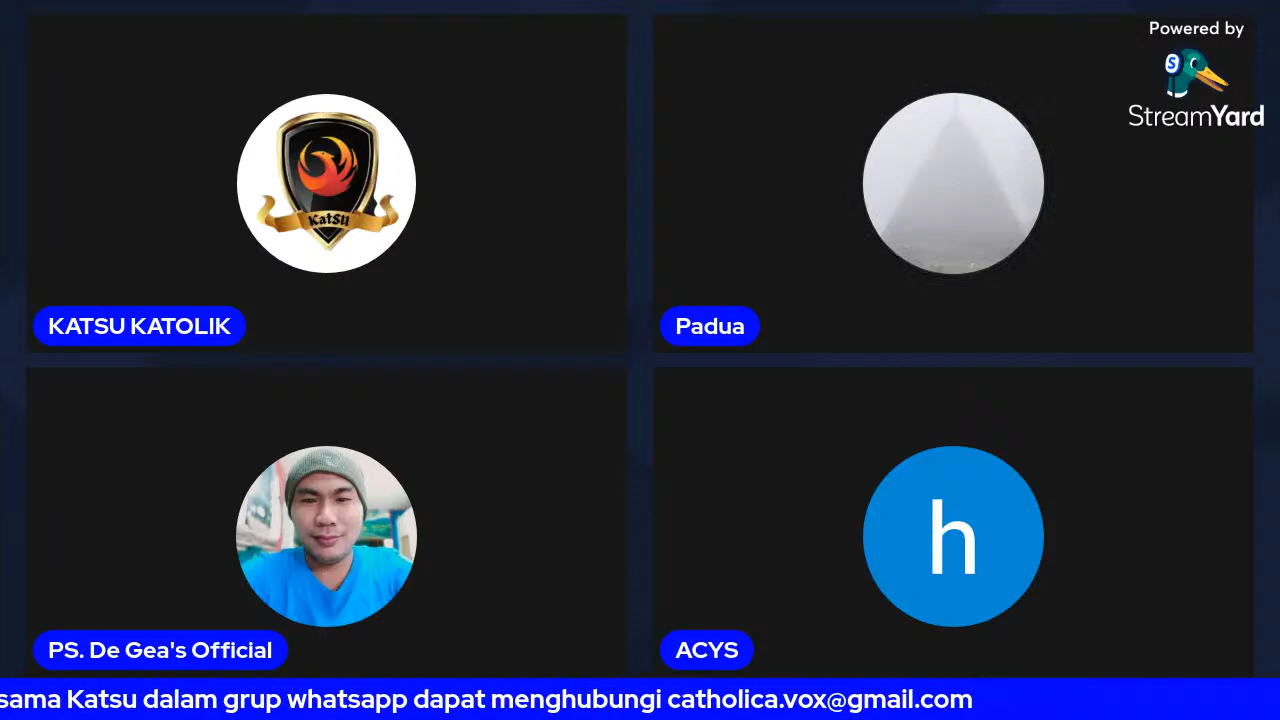 Powered by
S
StreamYard
KatSU
KATSU KATOLIK
Padua
h
PS. De Gea's Official
ACYS
sama Katsu dalam grup whatsapp dapat menghubungi catholica.vox@gmail.com